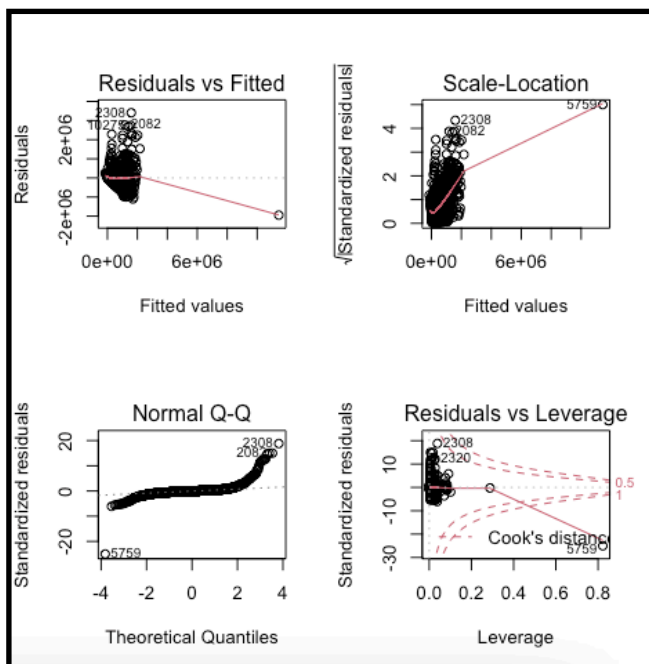 Residuals vs Fitted
Residuals
-2e+06
2e+06
2308
10275
2082
0e+00
6e+06
Fitted values
Scale-Location
√|Standardized residuals|
0
2
4
2308
2082
5759
0e+00
6e+06
Fitted values
Normal Q-Q
Standardized residuals
-20
0
20
2308
5759
-4
-2
0
2
4
Theoretical Quantiles
Residuals vs Leverage
Standardized residuals
-30
-10
10
2308
2320
0.5
1
Cook's distance
5759
0.0
0.2
0.4
0.6
0.8
Leverage